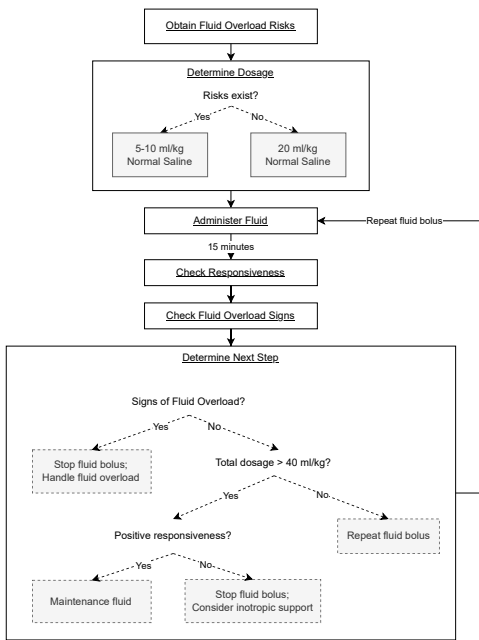 Obtain Fluid Overload Risks
Determine Dosage
Risks exist?
Yes
No
5-10 ml/kg
Normal Saline
20 ml/kg
Normal Saline
Administer Fluid
Repeat fluid bolus
15 minutes
Check Responsiveness
Check Fluid Overload Signs
Determine Next Step
Signs of Fluid Overload?
Yes
No
Stop fluid bolus;
Handle fluid overload
Total dosage > 40 ml/kg?
Yes
No
Positive responsiveness?
Repeat fluid bolus
Yes
No
Maintenance fluid
Stop fluid bolus;
Consider inotropic support